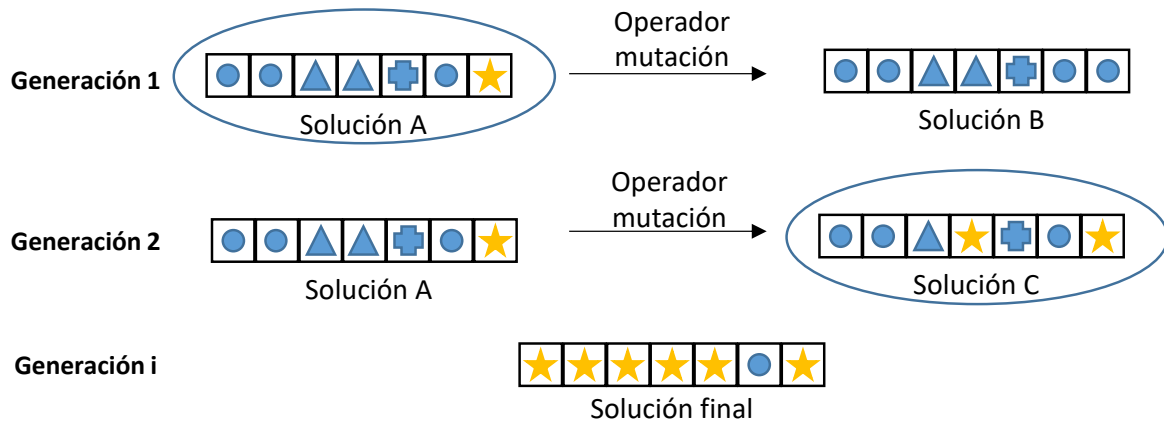 Generación 1
Solución A
Operador
mutación
Solución B
Generación 2
Solución A
Operador
mutación
Solución C
Generación i
Solución final